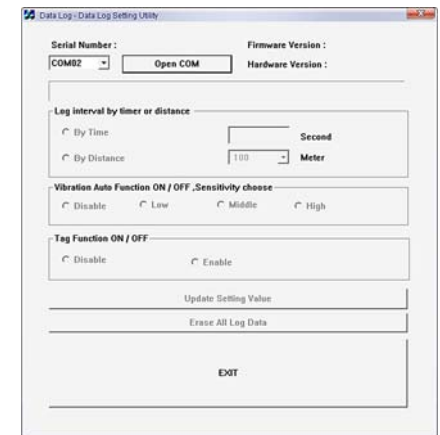 Data Log - Data Log Setting Utility
Serial Number : Firmware Version :
COM02 Open COM Hardware Version :
Log interval by timer or distance
By Time Second
By Distance 100 Meter
Vibration Auto Function ON / OFF ,Sensitivity choose
Disable Low Middle High
Tag Function ON / OFF
Disable Enable
Update Setting Value
Erase All Log Data
EXIT